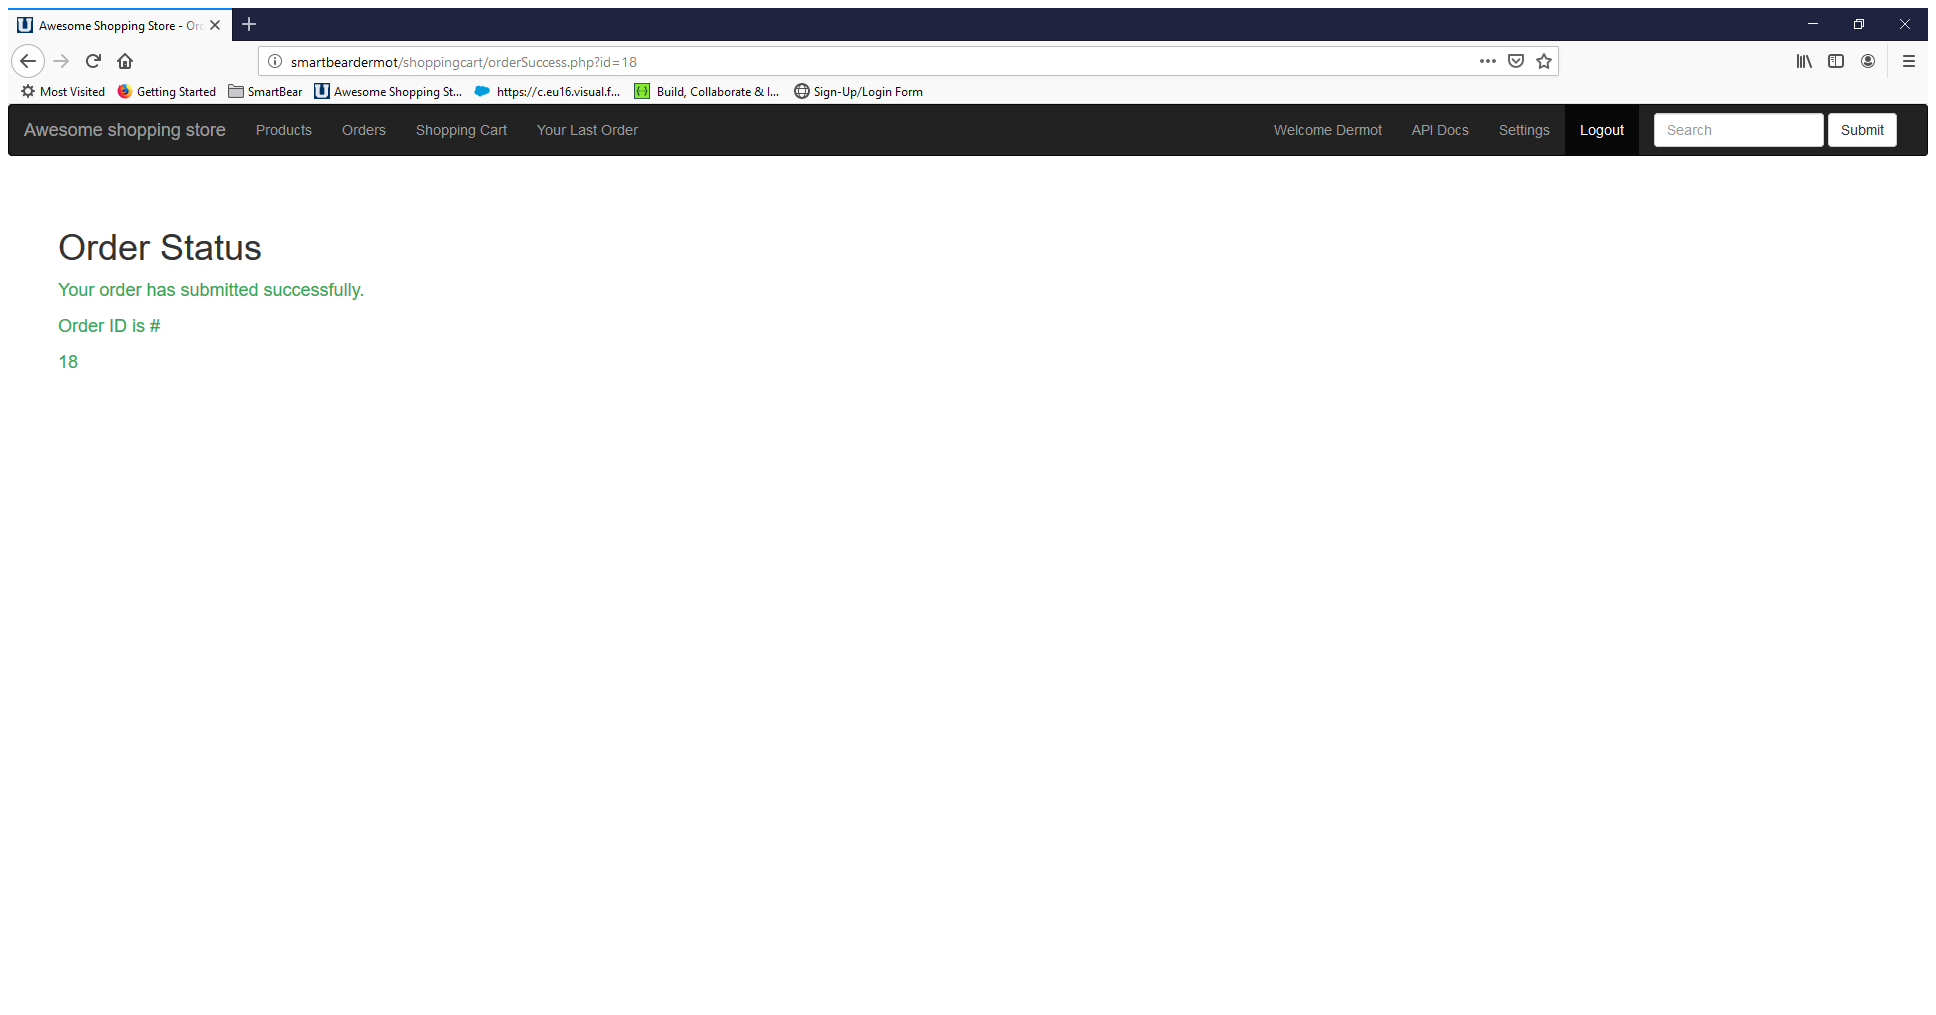 Awesome Shopping Store - Orc
smartbeardermot/shoppingcart/orderSuccess.php?id=18
Most Visited Getting Started SmartBear Awesome Shopping St... https://c.eu16.visual.f... Build, Collaborate & I... Sign-Up/Login Form
Awesome shopping store Products Orders Shopping Cart Your Last Order Welcome Dermot API Docs Settings Logout Search Submit
Order Status
Your order has submitted successfully.
Order ID is #
18